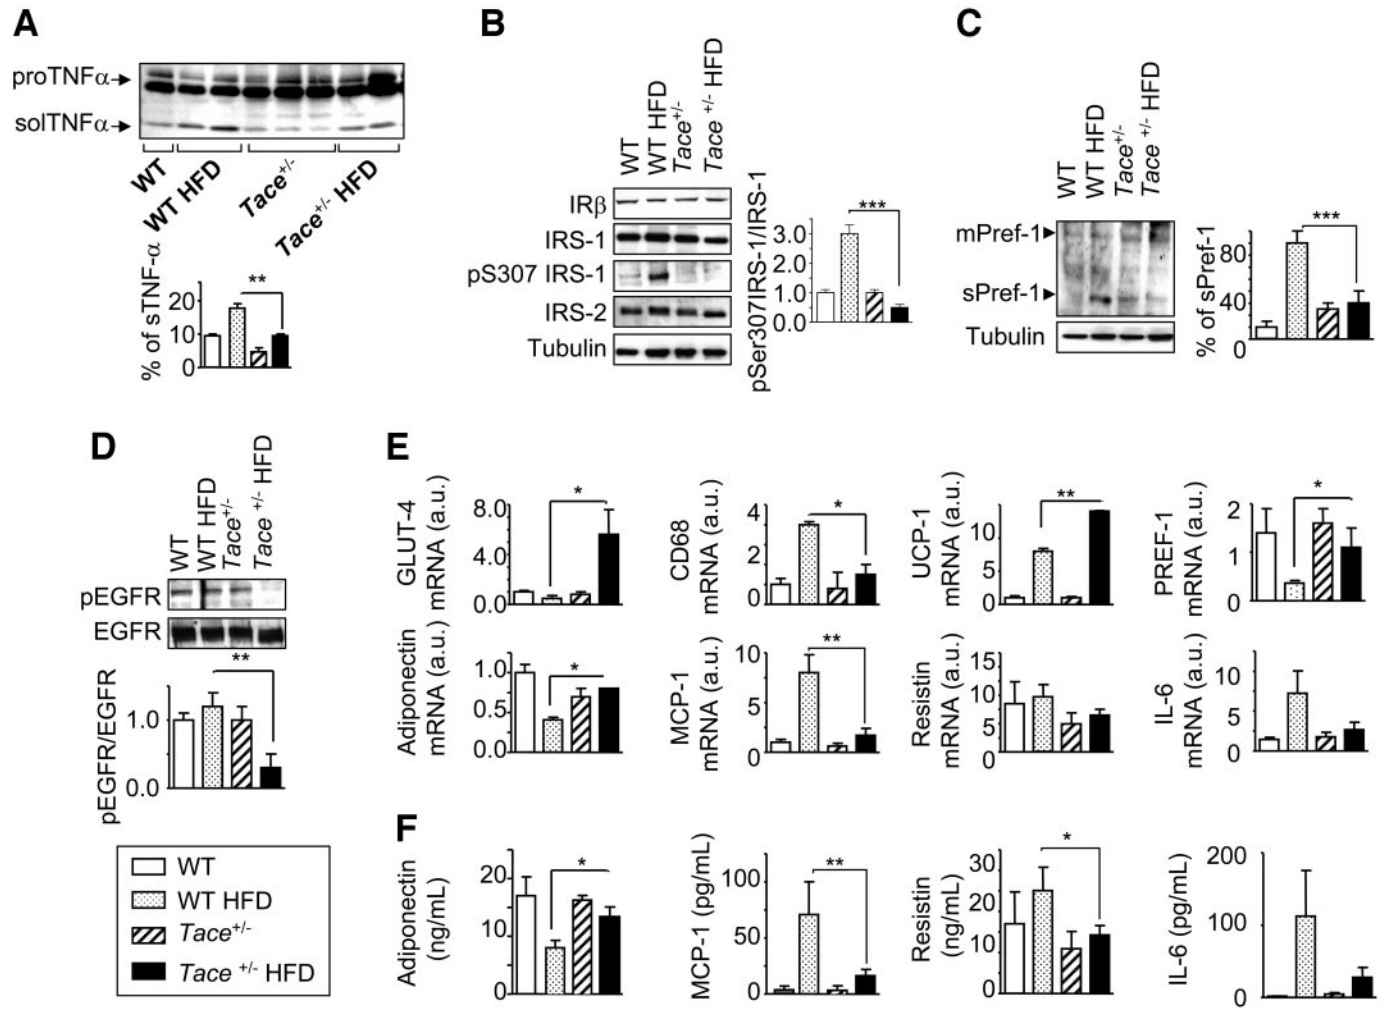 A
proTNFα
solTNFα
WT
WT HFD
Tace+/-
Tace+/- HFD
% of sTNF-α
20
10
0
**
B
WT
WT HFD
Tace+/-
Tace +/- HFD
IRβ
IRS-1
pS307 IRS-1
IRS-2
Tubulin
pSer307IRS-1/IRS-1
3.0
2.0
1.0
0.0
***
C
WT
WT HFD
Tace+/-
Tace +/- HFD
mPref-1
sPref-1
Tubulin
% of sPref-1
80
40
0
***
D
WT
WT HFD
Tace+/-
Tace +/- HFD
pEGFR
EGFR
pEGFR/EGFR
1.0
0.0
**
WT
WT HFD
Tace+/-
Tace +/- HFD
E
GLUT-4
mRNA (a.u.)
8.0
4.0
0.0
*
CD68
mRNA (a.u.)
4
2
0
*
UCP-1
mRNA (a.u.)
10
5
0
**
PREF-1
mRNA (a.u.)
2
1
0
*
Adiponectin
mRNA (a.u.)
1.0
0.5
0.0
*
MCP-1
mRNA (a.u.)
10
5
0
**
Resistin
mRNA (a.u.)
15
10
5
0
IL-6
mRNA (a.u.)
10
5
0
F
Adiponectin
(ng/mL)
20
10
0
*
MCP-1 (pg/mL)
100
50
0
**
Resistin
(ng/mL)
30
20
10
0
*
IL-6 (pg/mL)
200
100
0